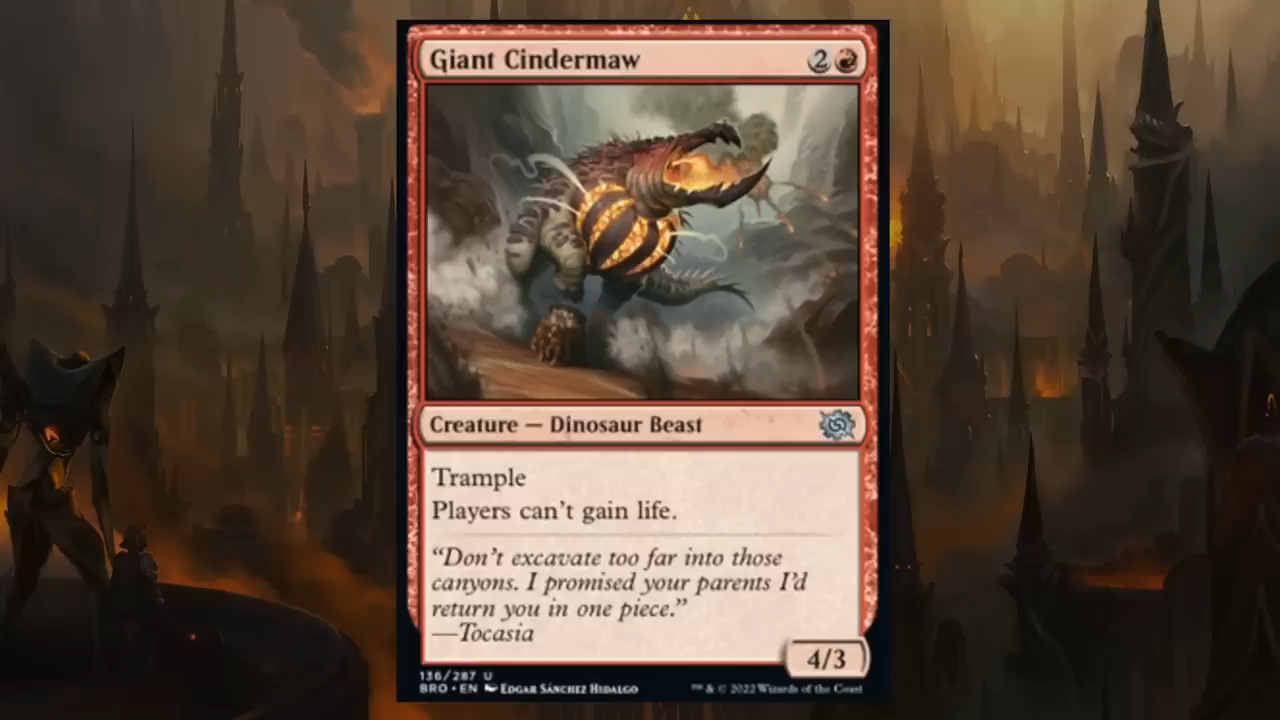 Giant Cindermaw 2
Creature — Dinosaur Beast
Trample
Players can't gain life.
“Don't excavate too far into those
canyons. I promised your parents I'd
return you in one piece.”
—Tocasia
4/3
136/287 U
BRO • EN Edgar Sánchez Hidalgo ™ & © 2022 Wizards of the Coast